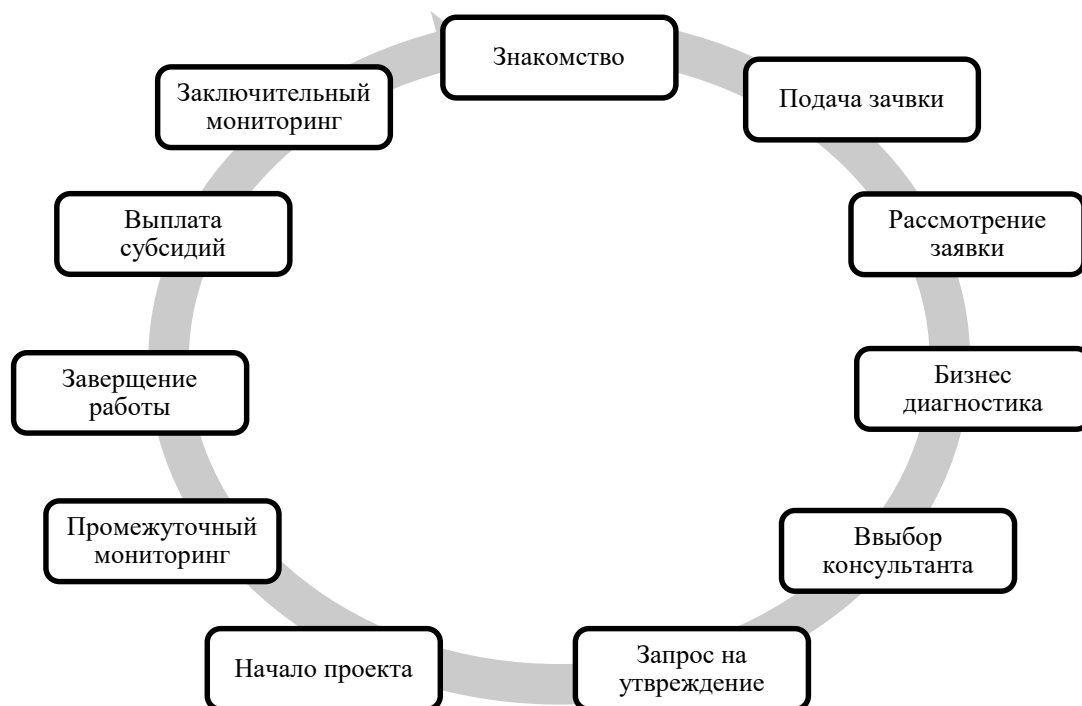 Знакомство
Подача зачвки
Рассмотрение
заявки
Бизнес
диагностика
Ввыбор
консультанта
Запрос на
утвреждение
Начало проекта
Промежуточный
мониторинг
Заверщение
работы
Выплата
субсидий
Заключительный
мониторинг